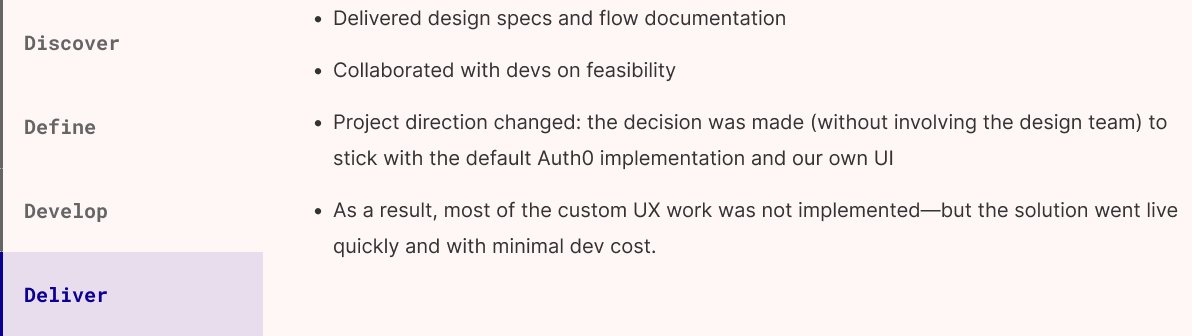 Discover
Define
Develop
Deliver
• Delivered design specs and flow documentation
• Collaborated with devs on feasibility
• Project direction changed: the decision was made (without involving the design team) to
stick with the default Auth0 implementation and our own UI
• As a result, most of the custom UX work was not implemented—but the solution went live
quickly and with minimal dev cost.